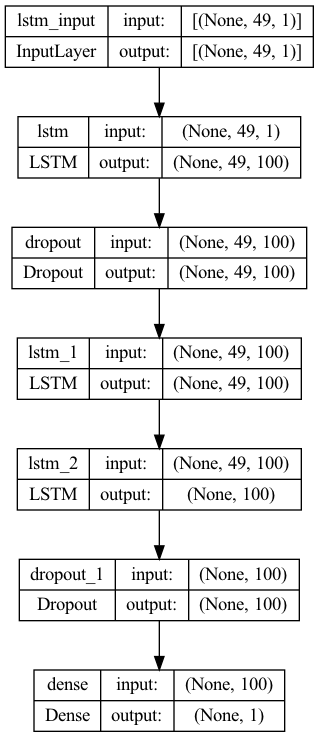 lstm_input input: [(None, 49, 1)]
InputLayer output: [(None, 49, 1)]
lstm input: (None, 49, 1)
LSTM output: (None, 49, 100)
dropout input: (None, 49, 100)
Dropout output: (None, 49, 100)
lstm_1 input: (None, 49, 100)
LSTM output: (None, 49, 100)
lstm_2 input: (None, 49, 100)
LSTM output: (None, 100)
dropout_1 input: (None, 100)
Dropout output: (None, 100)
dense input: (None, 100)
Dense output: (None, 1)